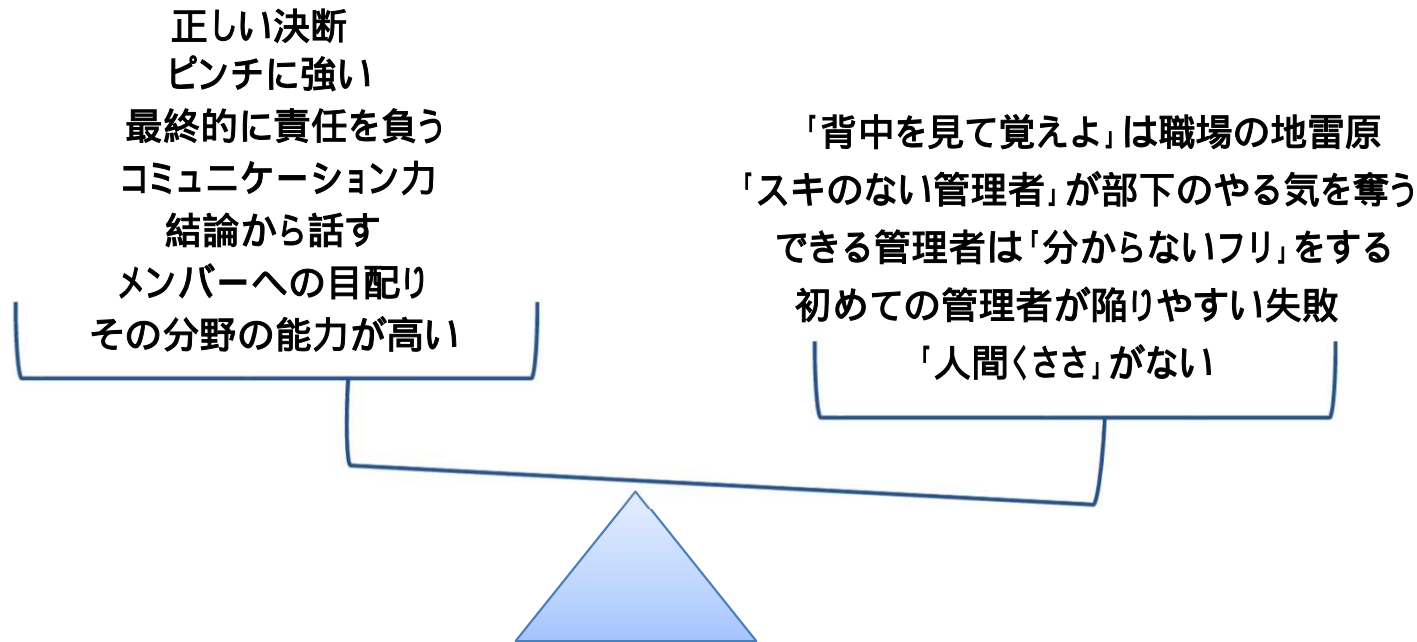 正しい決断
ピンチに強い
最終的に責任を負う
コミュニケーション力
結論から話す
メンバーへの目配り
その分野の能力が高い
「背中を見て覚えよ」は職場の地雷原
「スキのない管理者」が部下のやる気を奪う
できる管理者は「分からないフリ」をする
初めての管理者が陥りやすい失敗
「人間くささ」がない